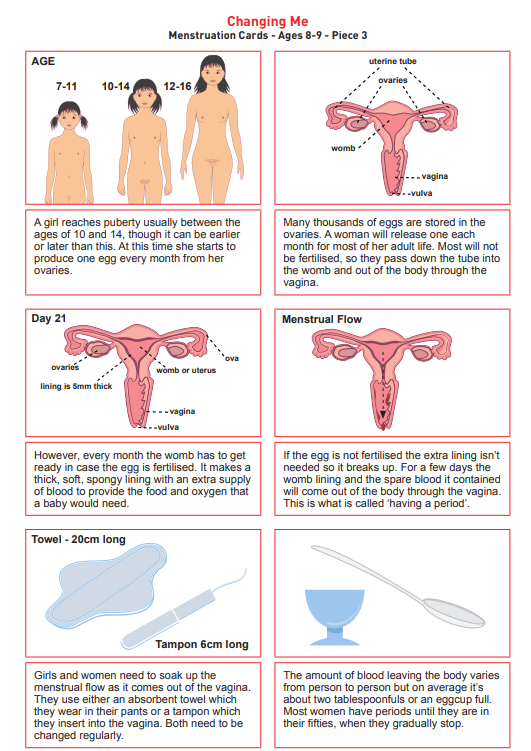 Changing Me
Menstruation Cards - Ages 8-9 - Piece 3
AGE
7-11
10-14
12-16
A girl reaches puberty usually between the
ages of 10 and 14, though it can be earlier
or later than this. At this time she starts to
produce one egg every month from her
ovaries.
uterine tube
ovaries
womb
vagina
vulva
Many thousands of eggs are stored in the
ovaries. A woman will release one each
month for most of her adult life. Most will not
be fertilised, so they pass down the tube into
the womb and out of the body through the
vagina.
Day 21
ovaries
lining is 5mm thick
womb or uterus
ova
vagina
vulva
However, every month the womb has to get
ready in case the egg is fertilised. It makes a
thick, soft, spongy lining with an extra supply
of blood to provide the food and oxygen that
a baby would need.
Menstrual Flow
If the egg is not fertilised the extra lining isn't
needed so it breaks up. For a few days the
womb lining and the spare blood it contained
will come out of the body through the vagina.
This is what is called 'having a period'.
Towel - 20cm long
Tampon 6cm long
Girls and women need to soak up the
menstrual flow as it comes out of the vagina.
They use either an absorbent towel which
they wear in their pants or a tampon which
they insert into the vagina. Both need to be
changed regularly.
The amount of blood leaving the body varies
from person to person but on average it's
about two tablespoonfuls or an eggcup full.
Most women have periods until they are in
their fifties, when they gradually stop.